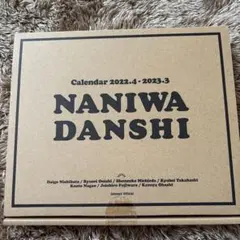 Calendar 2022.4-2023.3
NANIWA
DANSHI
Daigo Nishihata / Ryusei Onishi / Shunsuke Michieda / Kyohei Takahashi
Kento Nagao / Joichiro Fujiwara / Kazuya Ohashi